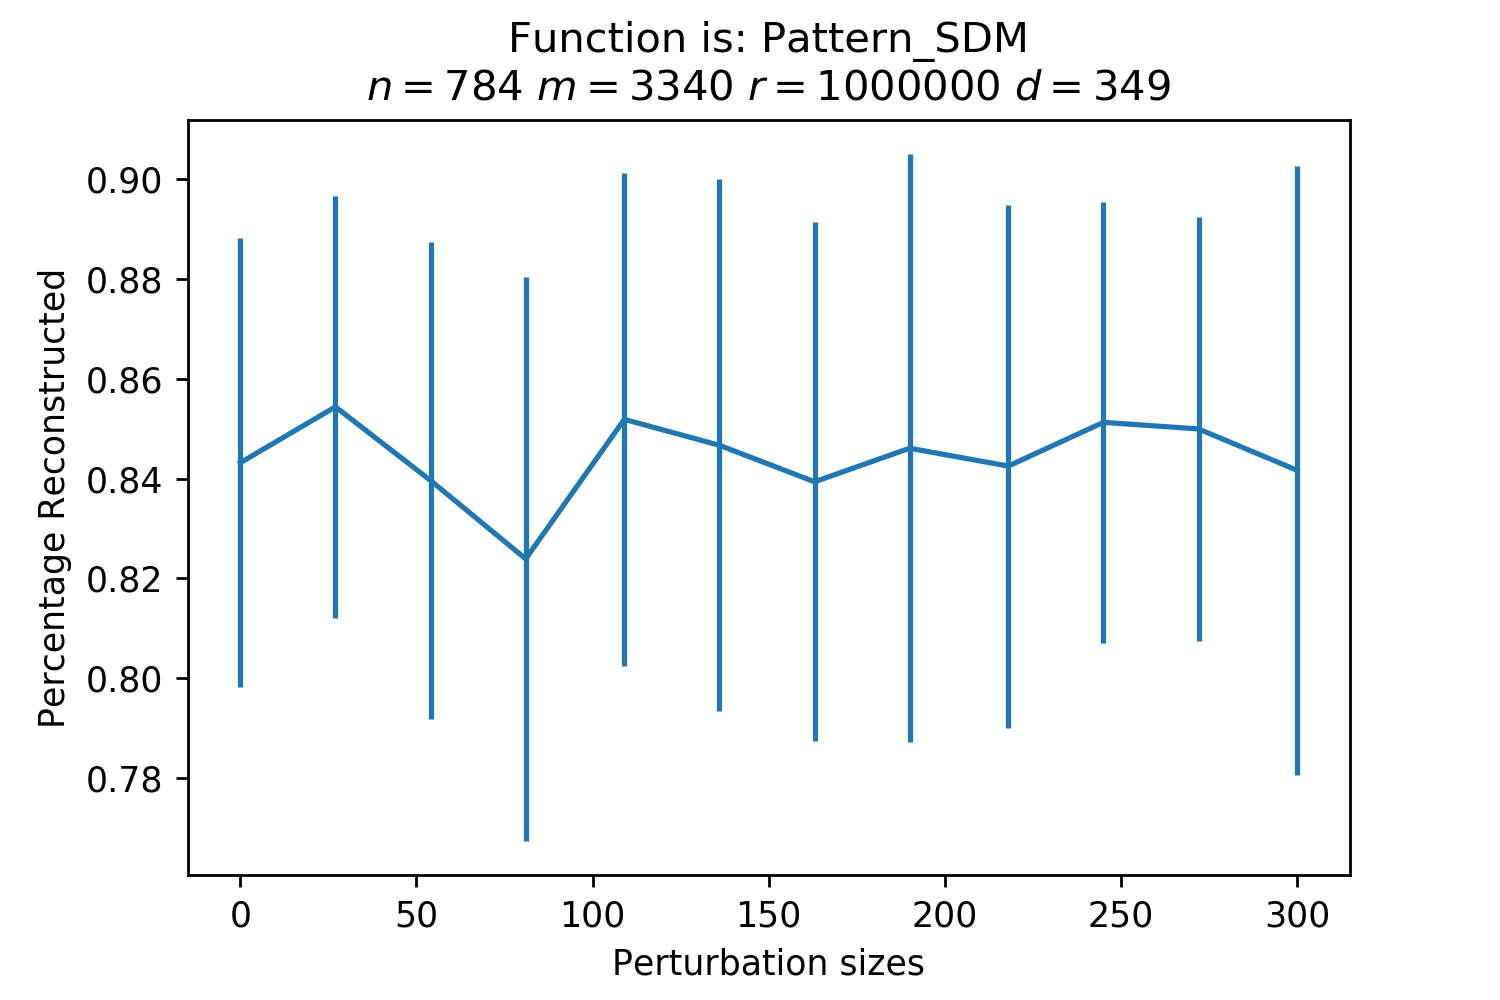 Function is: Pattern_SDM
n = 784 m = 3340 r = 1000000 d = 349
0.90
0.88
0.86
0.84
0.82
0.80
0.78
Percentage Reconstructed
0 50 100 150 200 250 300
Perturbation sizes